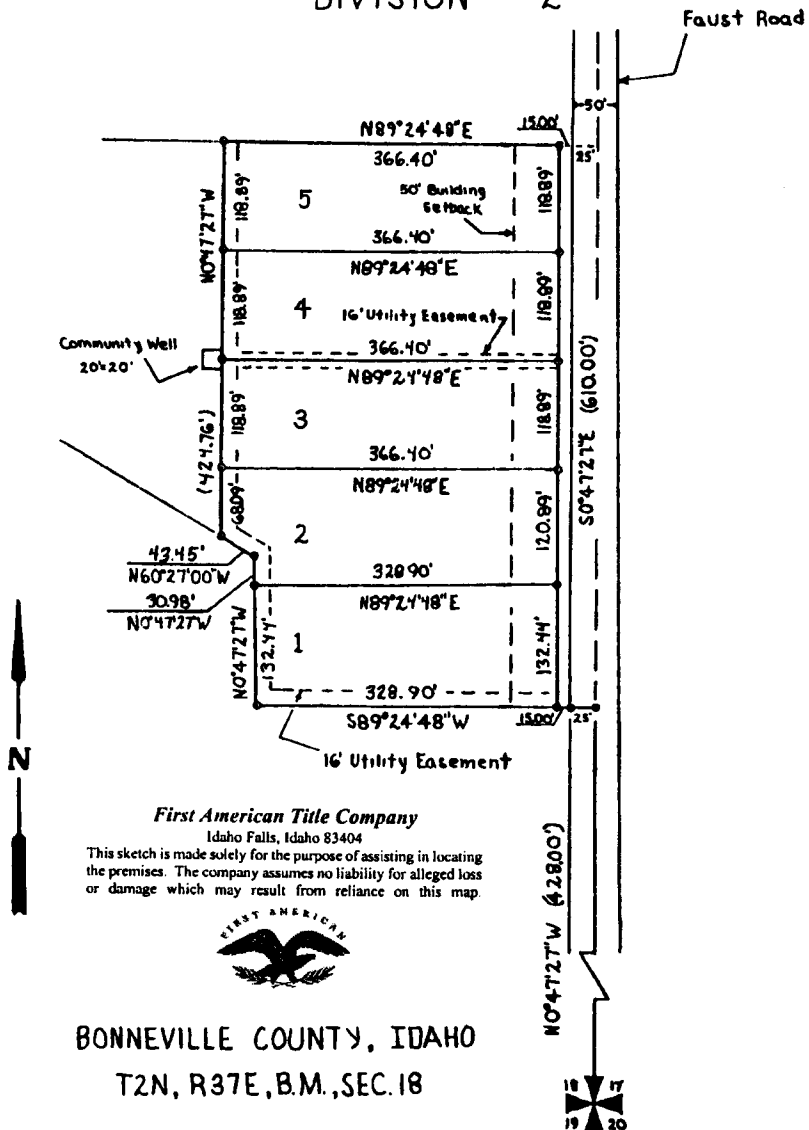 DIVISION 2
Faust Road
50'
N89°24'48"E
15.00'
25'
366.40'
N0°47'27"W
118.89'
5
50' Building
Setback
118.89'
366.40'
N89°24'48"E
118.89'
4
16' Utility Easement
118.89'
Community Well
20'x20'
366.40'
N89°24'48"E
S0°47'27"E (610.00')
(424.76')
118.89'
3
118.89'
366.40'
N89°24'48"E
68.09'
2
120.89'
43.45'
N60°27'00"W
328.90'
30.98'
N0°47'27"W
N89°24'48"E
N0°47'27"W
132.44'
1
132.44'
328.90'
S89°24'48"W
15.00'
25'
16' Utility Easement
N
First American Title Company
Idaho Falls, Idaho 83404
This sketch is made solely for the purpose of assisting in locating
the premises. The company assumes no liability for alleged loss
or damage which may result from reliance on this map.
FIRST AMERICAN
N0°47'27"W (428.00')
BONNEVILLE COUNTY, IDAHO
T2N, R37E, B.M., SEC. 18
18 17
19 20